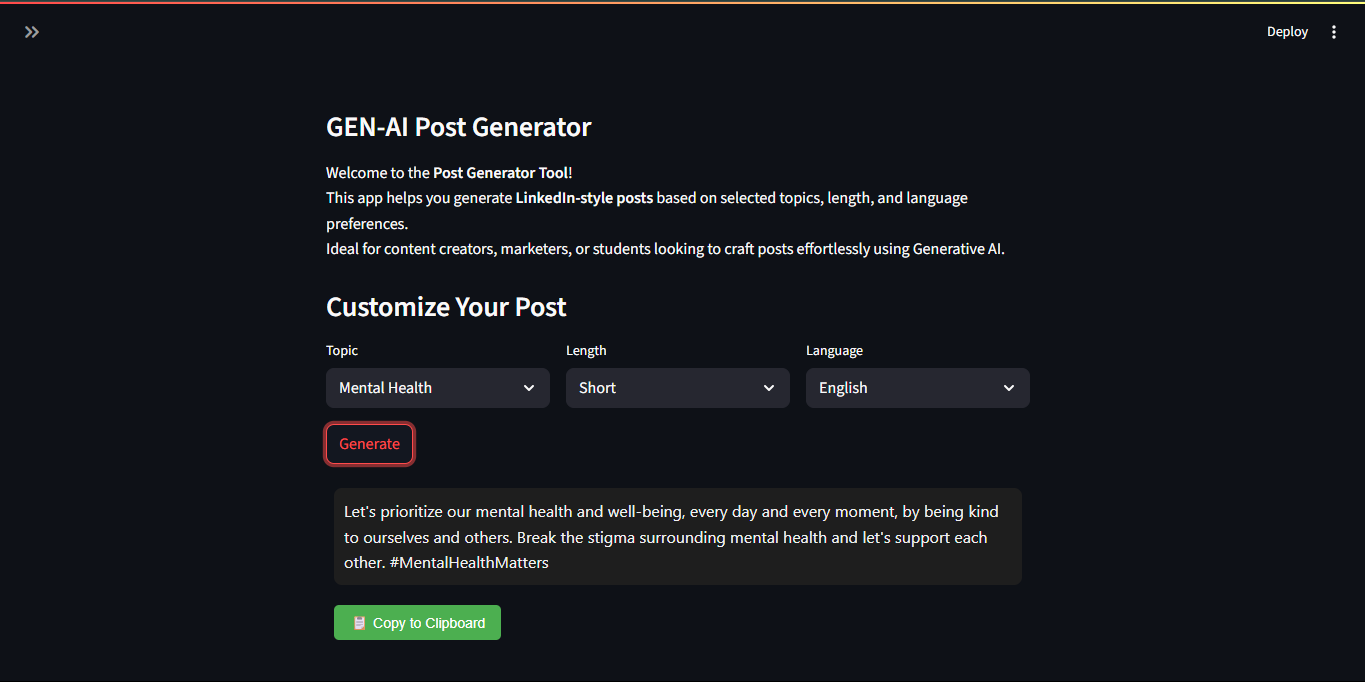 Deploy
GEN-AI Post Generator
Welcome to the Post Generator Tool!
This app helps you generate LinkedIn-style posts based on selected topics, length, and language
preferences.
Ideal for content creators, marketers, or students looking to craft posts effortlessly using Generative AI.
Customize Your Post
Topic Length Language
Mental Health Short English
Generate
Let's prioritize our mental health and well-being, every day and every moment, by being kind
to ourselves and others. Break the stigma surrounding mental health and let's support each
other. #MentalHealthMatters
Copy to Clipboard